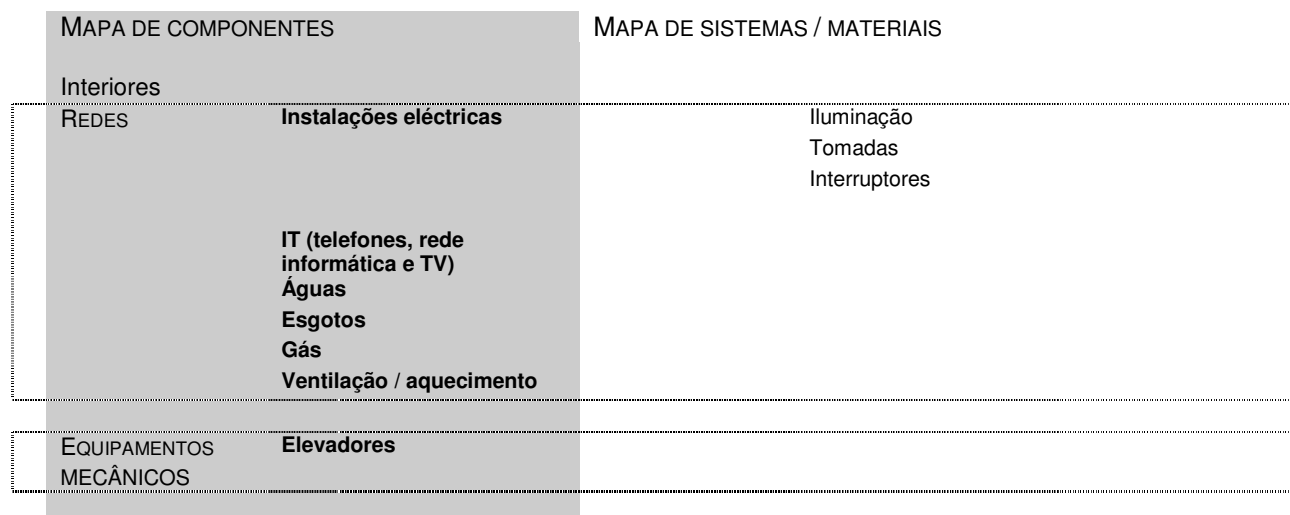 MAPA DE COMPONENTES MAPA DE SISTEMAS / MATERIAIS
Interiores
REDES Instalações eléctricas Iluminação
Tomadas
Interruptores
IT (telefones, rede
informática e TV)
Águas
Esgotos
Gás
Ventilação / aquecimento
EQUIPAMENTOS Elevadores
MECÂNICOS